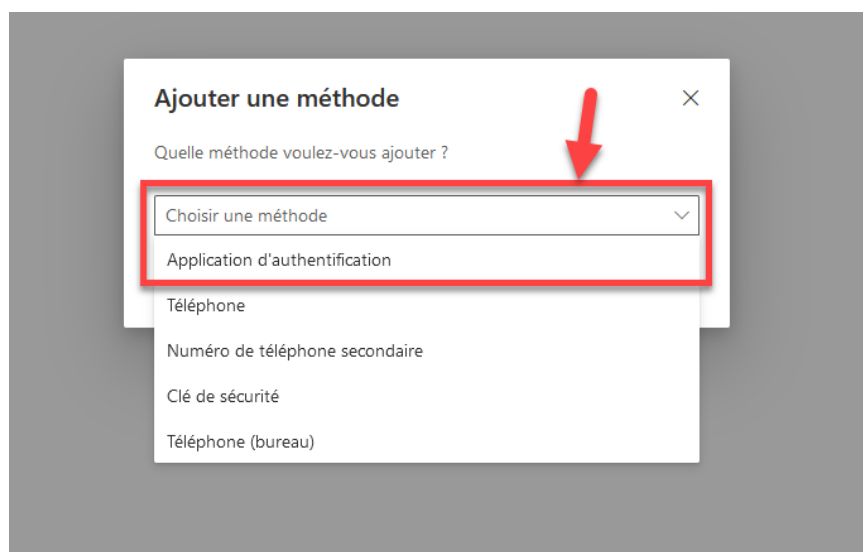 Ajouter une méthode
Quelle méthode voulez-vous ajouter ?
Choisir une méthode
Application d'authentification
Téléphone
Numéro de téléphone secondaire
Clé de sécurité
Téléphone (bureau)